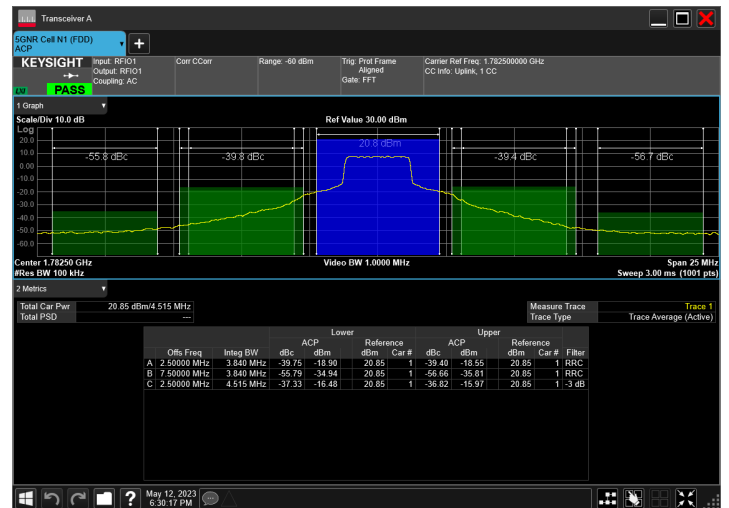 Transceiver A
5GNR Cell N1 (FDD)
ACP
KEYSIGHT
LXI
PASS
Input: RFIO1
Output: RFIO1
Coupling: AC
Corr CCorr
Range: -60 dBm
Trig: Prot Frame
Aligned
Gate: FFT
Carrier Ref Freq: 1.782500000 GHz
CC Info: Uplink, 1 CC
1 Graph
Scale/Div 10.0 dB Ref Value 30.00 dBm
Log
20.0
10.0
0.00
-10.0
-20.0
-30.0
-40.0
-50.0
-60.0
-55.8 dBc -39.8 dBc 20.8 dBm -39.4 dBc -56.7 dBc
Center 1.78250 GHz Video BW 1.0000 MHz Span 25 MHz
#Res BW 100 kHz Sweep 3.00 ms (1001 pts)
2 Metrics
Total Car Pwr 20.85 dBm/4.515 MHz Measure Trace Trace 1
Total PSD --- Trace Type Trace Average (Active)
Lower Upper
ACP Reference ACP Reference
Offs Freq Integ BW dBc dBm dBm Car # dBc dBm dBm Car # Filter
A 2.50000 MHz 3.840 MHz -39.75 -18.90 20.85 1 -39.40 -18.55 20.85 1 RRC
B 7.50000 MHz 3.840 MHz -55.79 -34.94 20.85 1 -56.66 -35.81 20.85 1 RRC
C 2.50000 MHz 4.515 MHz -37.33 -16.48 20.85 1 -36.82 -15.97 20.85 1 -3 dB
May 12, 2023
6:30:17 PM